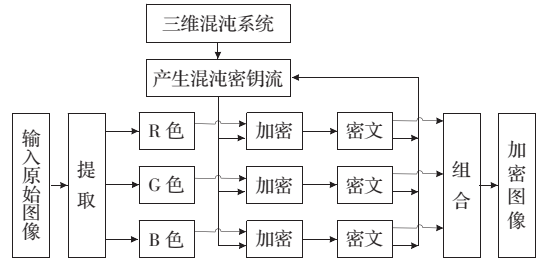 三维混沌系统
产生混沌密钥流
输入原始图像
提取
R 色
加密
密文
G 色
加密
密文
B 色
加密
密文
组合
加密图像